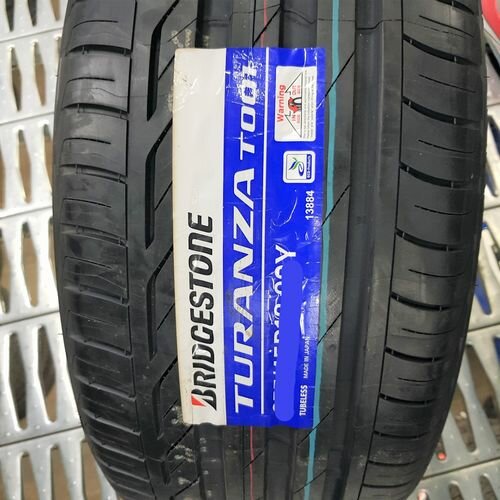 BRIDGESTONE
TURANZA T001
Warning
13884
TUBELESS MADE IN JAPAN